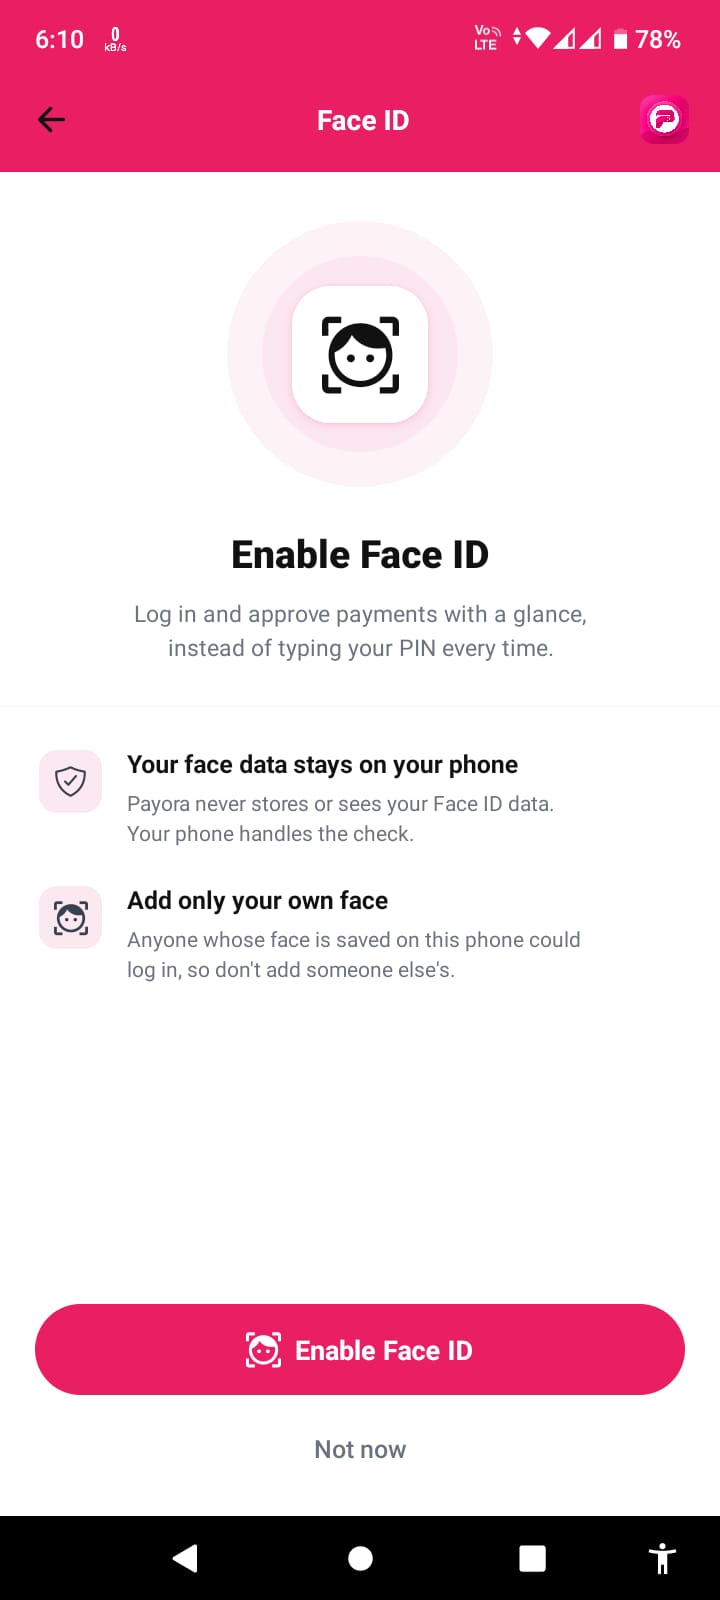 6:10
0
kB/s
Vo
LTE
78%
Face ID
Enable Face ID
Log in and approve payments with a glance,
instead of typing your PIN every time.
Your face data stays on your phone
Payora never stores or sees your Face ID data.
Your phone handles the check.
Add only your own face
Anyone whose face is saved on this phone could
log in, so don't add someone else's.
Enable Face ID
Not now